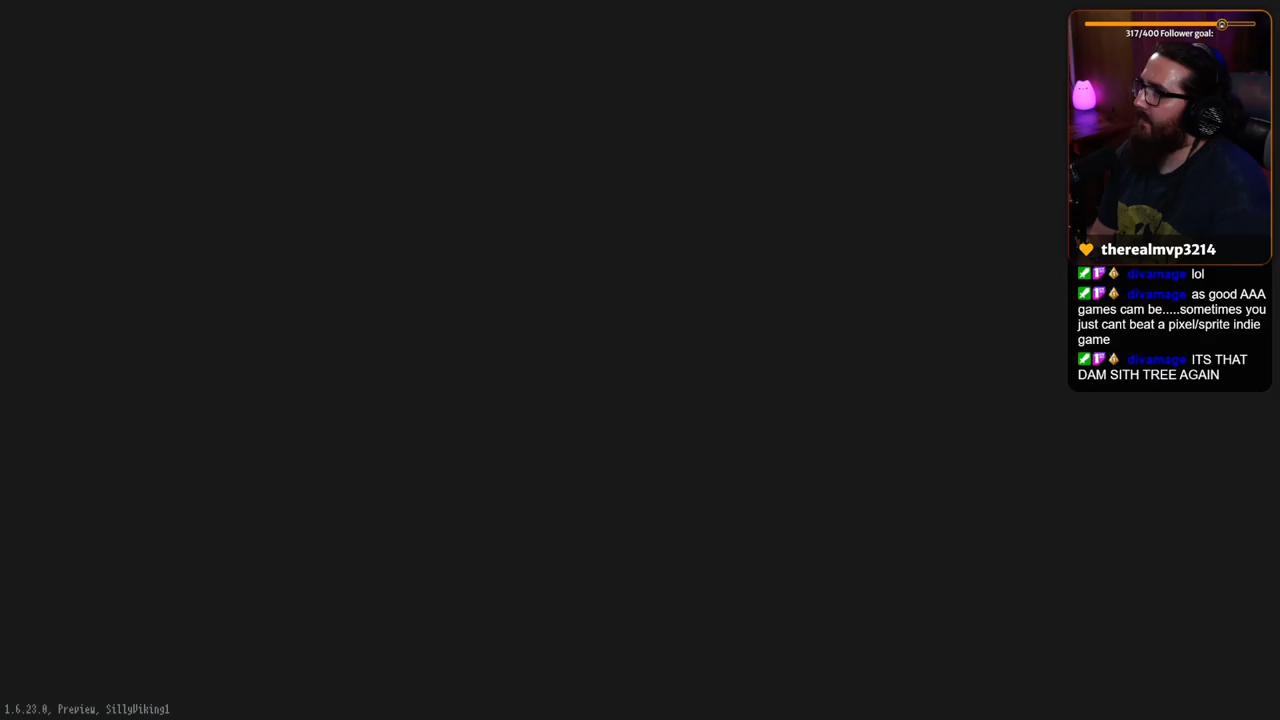 317/400 Follower goal:
therealmvp3214
divamage lol
divamage as good AAA
games cam be.....sometimes you
just cant beat a pixel/sprite indie
game
divamage ITS THAT
DAM SITH TREE AGAIN
1.6.23.0, Preview, SillyViking1